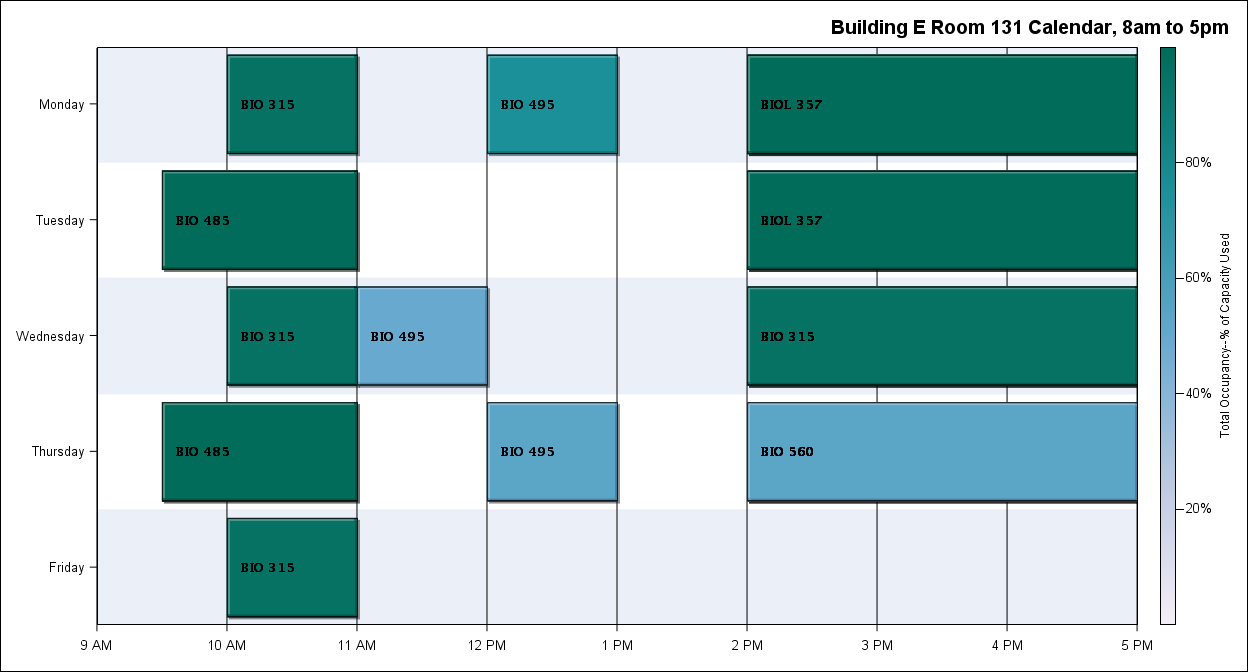 Building E Room 131 Calendar, 8am to 5pm
Monday
BIO 315
BIO 495
BIOL 357
Tuesday
BIO 485
BIOL 357
Wednesday
BIO 315
BIO 495
BIO 315
Thursday
BIO 485
BIO 495
BIO 560
Friday
BIO 315
9 AM
10 AM
11 AM
12 PM
1 PM
2 PM
3 PM
4 PM
5 PM
80%
60%
40%
20%
Total Occupancy--% of Capacity Used